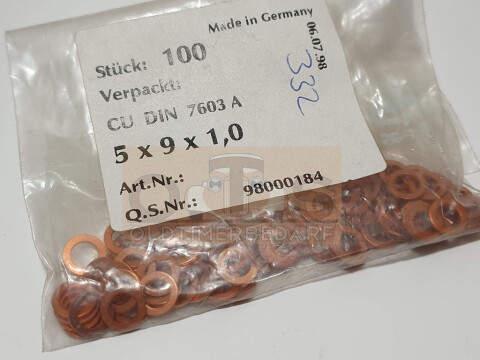 Made in Germany
06.07.98
Stück: 100
332
Verpackt:
CU DIN 7603 A
5 x 9 x 1,0
Art.Nr.:
Q.S.Nr.: 98000184
OLDTIMERBEDARF